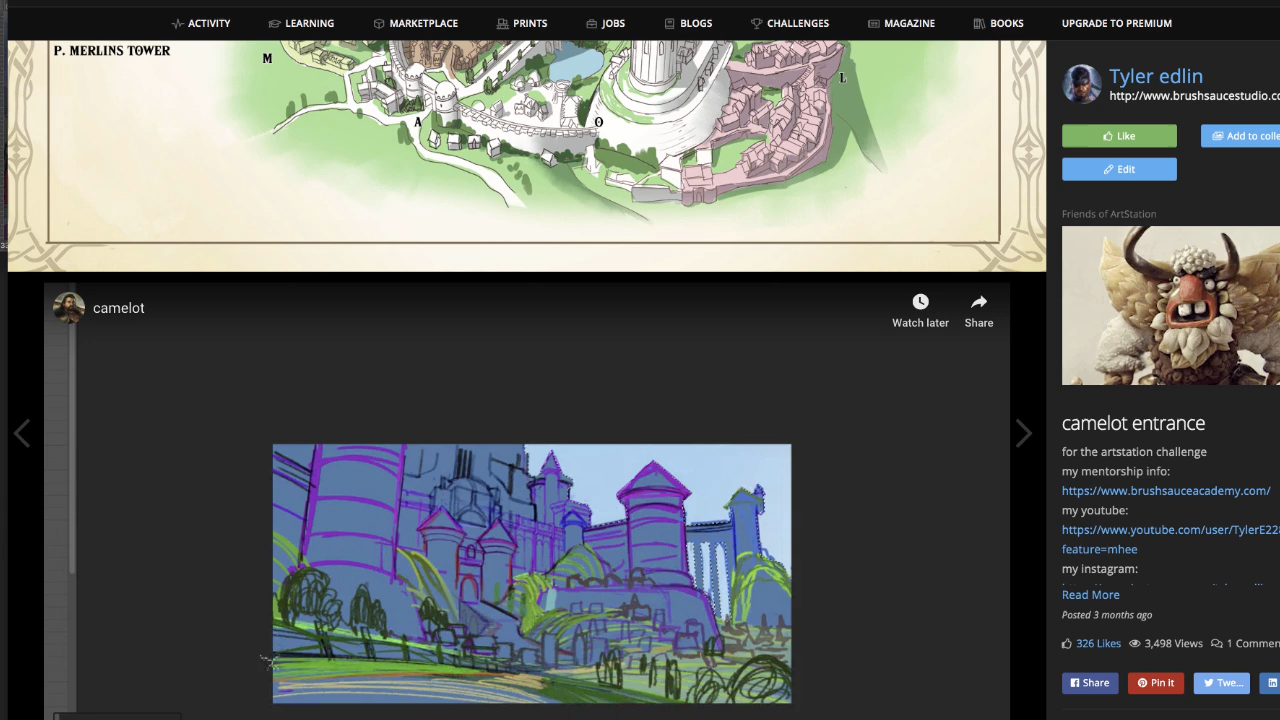 ACTIVITY LEARNING MARKETPLACE PRINTS JOBS BLOGS CHALLENGES MAGAZINE BOOKS UPGRADE TO PREMIUM
P. MERLINS TOWER
M
L
A
O
Tyler edlin
http://www.brushsaucestudio.co
Like
Add to colle
Edit
Friends of ArtStation
camelot
Watch later
Share
camelot entrance
for the artstation challenge
my mentorship info:
https://www.brushsauceacademy.com/
my youtube:
https://www.youtube.com/user/TylerE22
feature=mhee
my instagram:
Read More
Posted 3 months ago
326 Likes 3,498 Views 1 Commen
Share Pin it Twe...